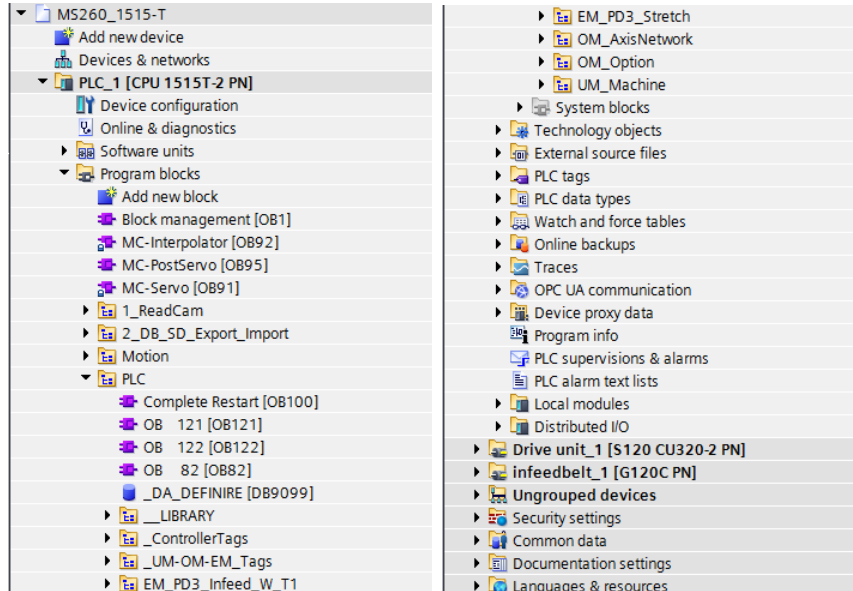 MS260_1515-T
Add new device
Devices & networks
PLC_1 [CPU 1515T-2 PN]
Device configuration
Online & diagnostics
Software units
Program blocks
Add new block
Block management [OB1]
MC-Interpolator [OB92]
MC-PostServo [OB95]
MC-Servo [OB91]
1_ReadCam
2_DB_SD_Export_Import
Motion
PLC
Complete Restart [OB100]
OB 121 [OB121]
OB 122 [OB122]
OB 82 [OB82]
_DA_DEFINIRE [DB9099]
__LIBRARY
_ControllerTags
_UM-OM-EM_Tags
EM_PD3_Infeed_W_T1
EM_PD3_Stretch
OM_AxisNetwork
OM_Option
UM_Machine
System blocks
Technology objects
External source files
PLC tags
PLC data types
Watch and force tables
Online backups
Traces
OPC UA communication
Device proxy data
Program info
PLC supervisions & alarms
PLC alarm text lists
Local modules
Distributed I/O
Drive unit_1 [S120 CU320-2 PN]
infeedbelt_1 [G120C PN]
Ungrouped devices
Security settings
Common data
Documentation settings
Languages & resources